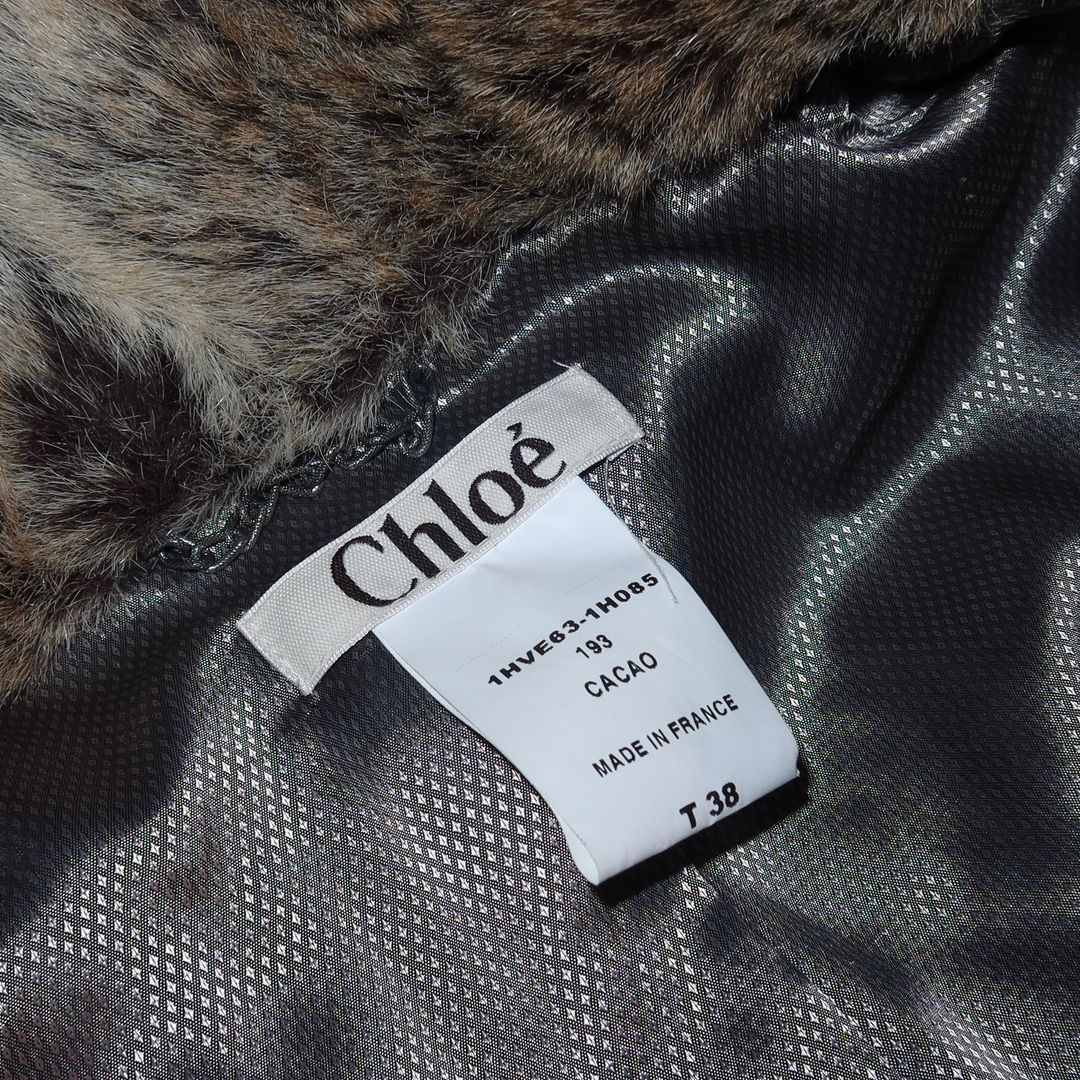 Chloé
1HVE63-1H085
193
CACAO
MADE IN FRANCE
T 38